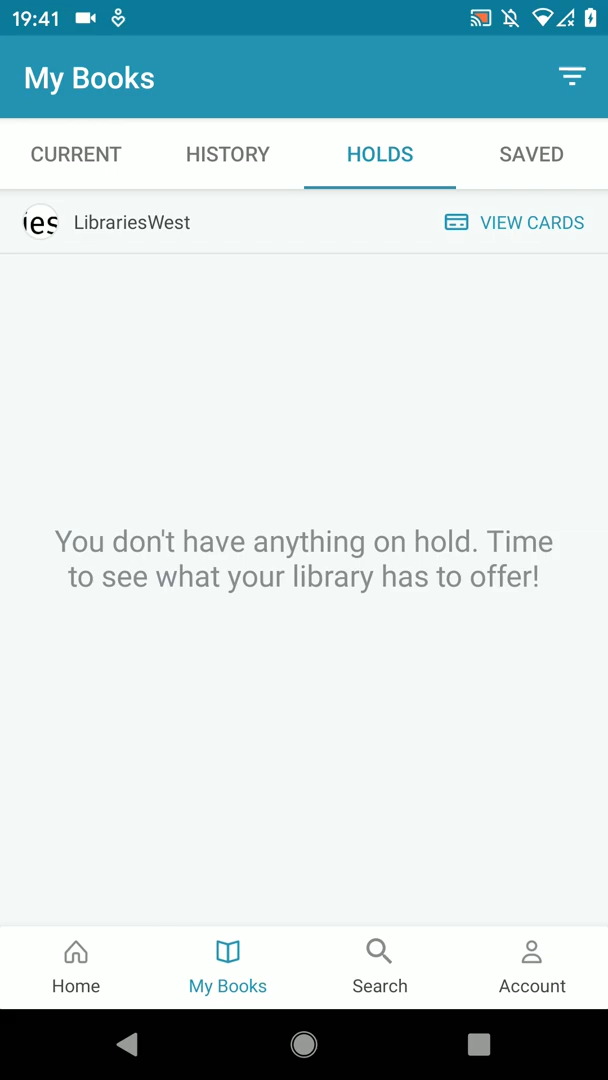 19:41
My Books
CURRENT
HISTORY
HOLDS
SAVED
ies
LibrariesWest
VIEW CARDS
You don't have anything on hold. Time
to see what your library has to offer!
Home
My Books
Search
Account